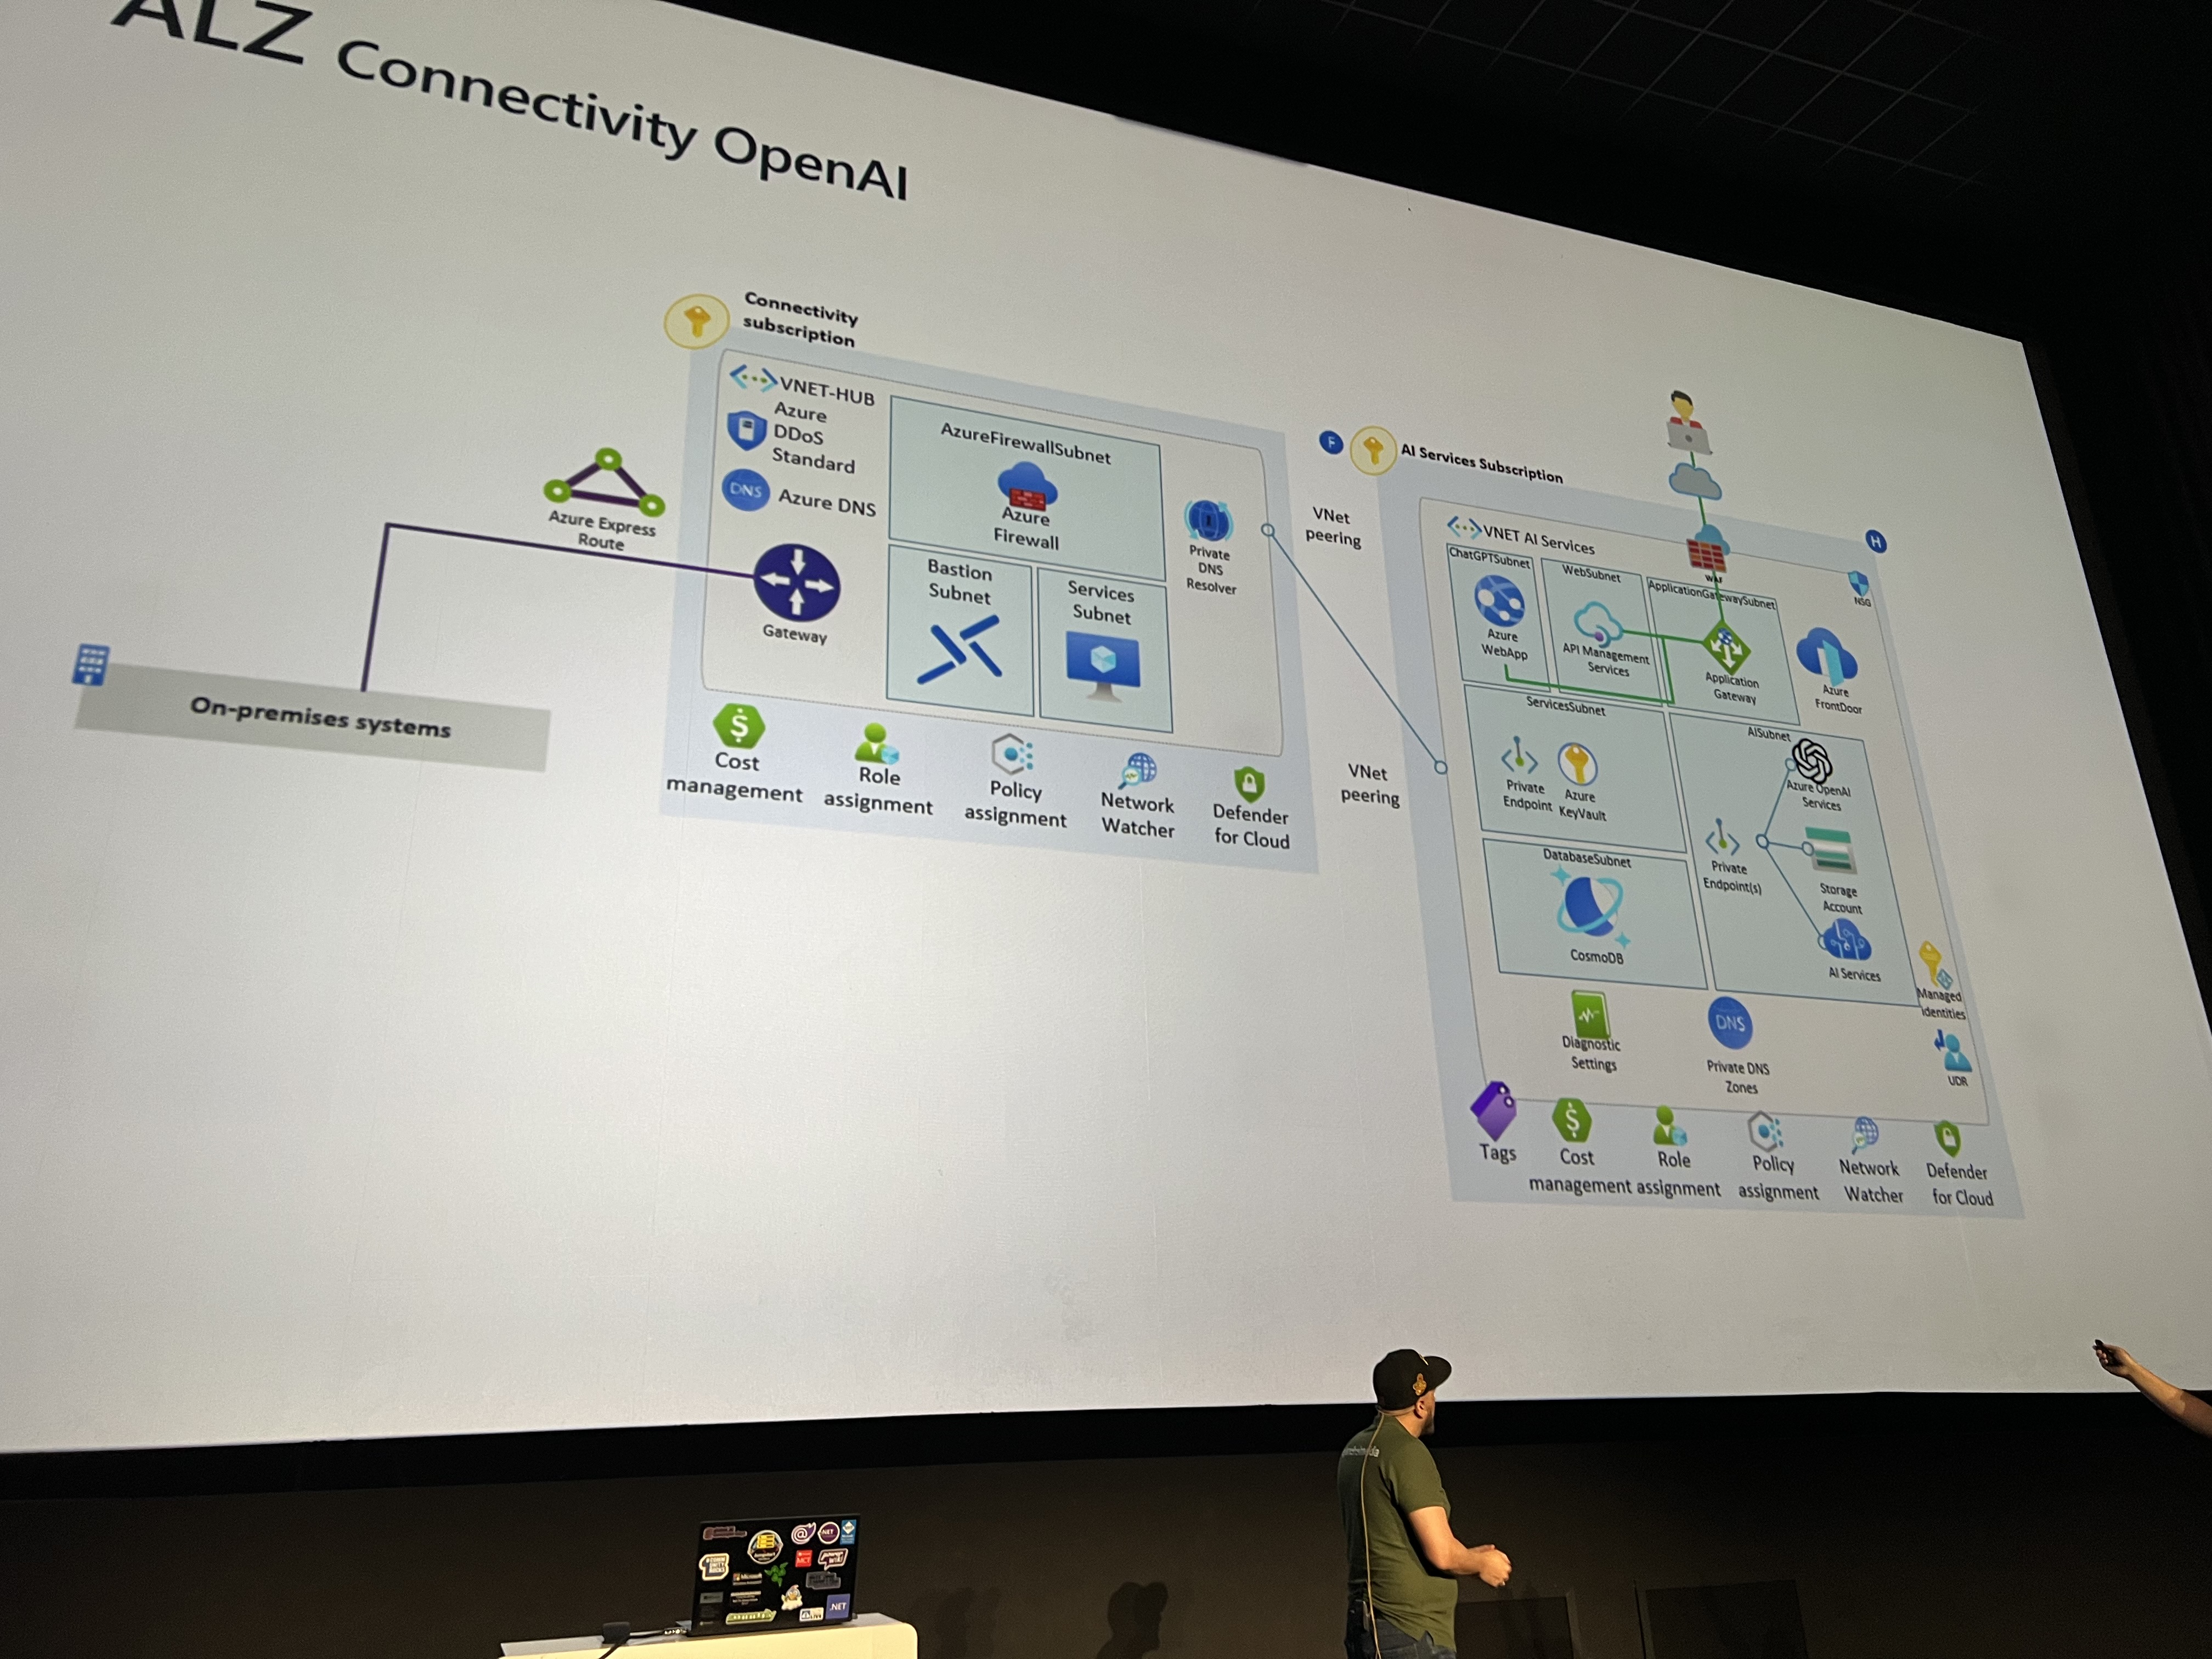 ALZ Connectivity OpenAI
Connectivity
subscription
VNET-HUB
Azure
DDoS
Standard
DNS
Azure DNS
AzureFirewallSubnet
Azure
Firewall
Bastion
Subnet
Services
Subnet
Private
DNS
Resolver
Azure Express
Route
Gateway
On-premises systems
Cost
management
Role
assignment
Policy
assignment
Network
Watcher
Defender
for Cloud
VNet
peering
VNet
peering
F
AI Services Subscription
H
VNET AI Services
WAF
NSG
ChatGPTSubnet
Azure
WebApp
WebSubnet
API Management
Services
ApplicationGatewaySubnet
Application
Gateway
Azure
FrontDoor
ServicesSubnet
Private
Endpoint
Azure
KeyVault
AISubnet
Azure OpenAI
Services
Private
Endpoint(s)
Storage
Account
AI Services
DatabaseSubnet
CosmoDB
Managed
Identities
Diagnostic
Settings
DNS
Private DNS
Zones
UDR
Tags
Cost
management
Role
assignment
Policy
assignment
Network
Watcher
Defender
for Cloud
.NET
MCT
Microsoft
.NET